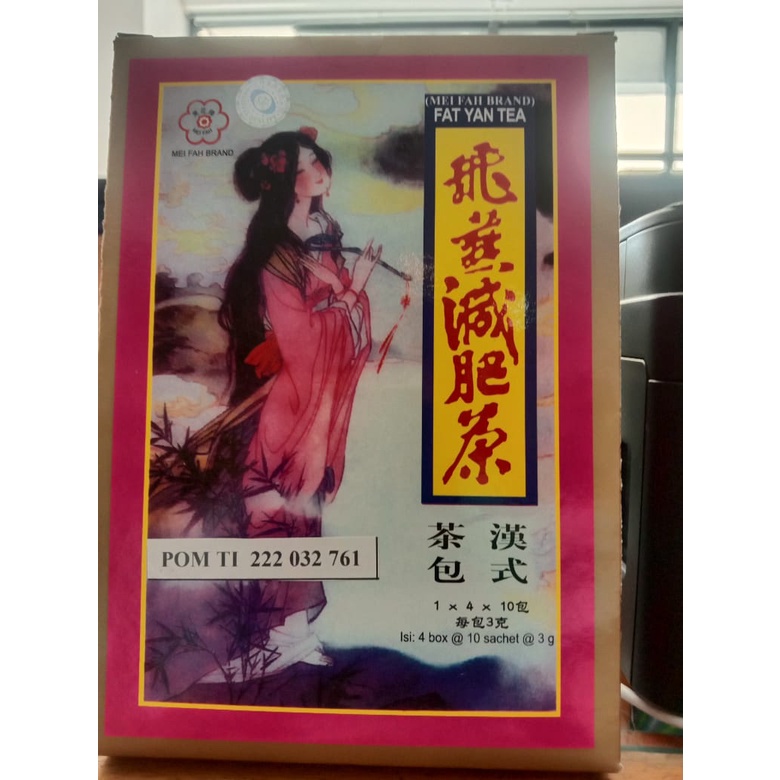 MEI FAH BRAND
(MEI FAH BRAND)
FAT YAN TEA
飛燕減肥茶
漢式
茶包
POM TI 222 032 761
1 x 4 x 10包
每包3克
Isi: 4 box @ 10 sachet @ 3 g